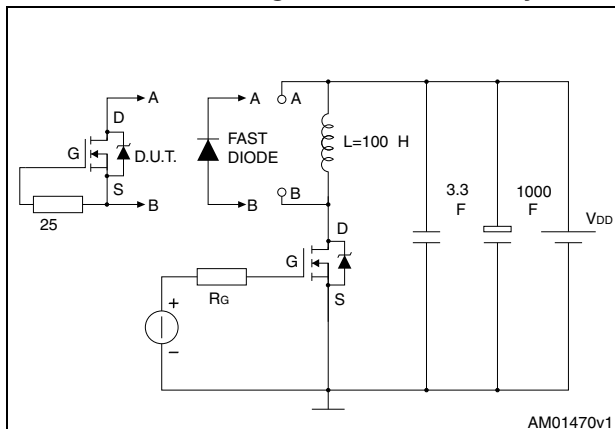 A
D
G
D.U.T.
S
B
25
A
FAST
DIODE
B
A
B
L=100 H
D
G
S
RG
+
–
3.3
F
1000
F
VDD
AM01470v1